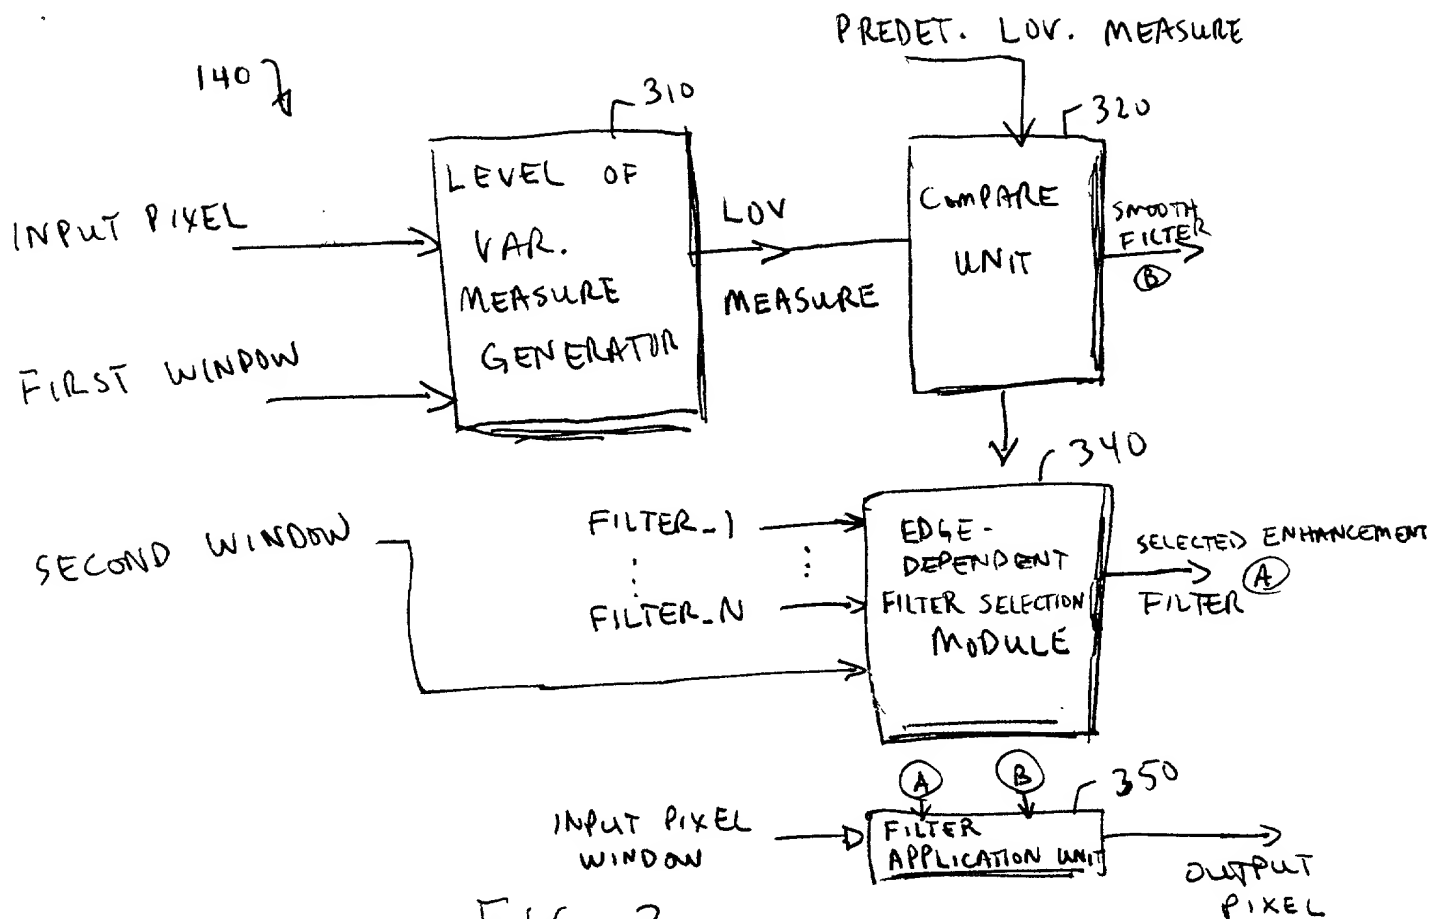 PREDET. LOV. MEASURE
140
310
320
LEVEL OF
VAR.
MEASURE
GENERATOR
INPUT PIXEL
FIRST WINDOW
LOV
MEASURE
COMPARE
UNIT
SMOOTH
FILTER
B
340
SECOND WINDOW
FILTER_1
FILTER_N
EDGE-
DEPENDENT
FILTER SELECTION
MODULE
SELECTED ENHANCEMENT
FILTER A
A
B
350
INPUT PIXEL
WINDOW
FILTER
APPLICATION UNIT
OUTPUT
PIXEL